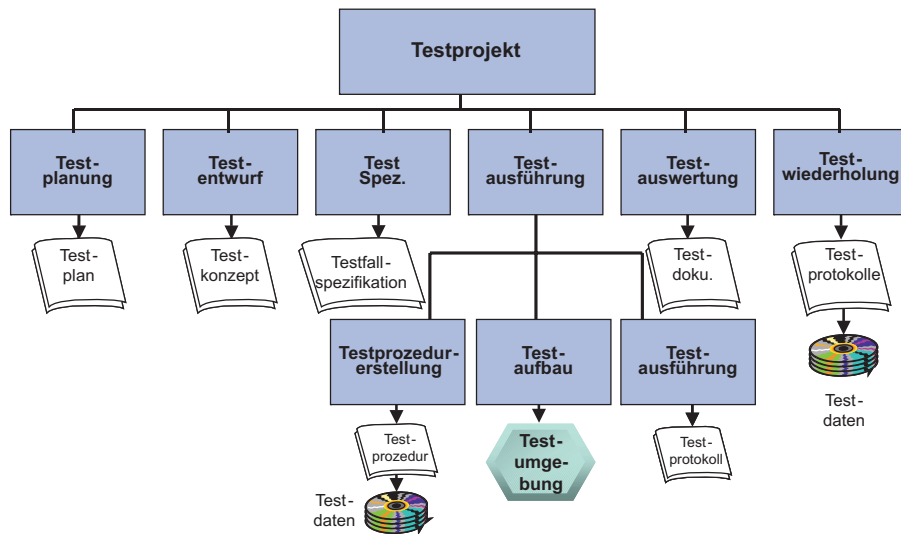 Testprojekt
Test-
planung
Test-
entwurf
Test
Spez.
Test-
ausführung
Test-
auswertung
Test-
wiederholung
Test-
plan
Test-
konzept
Testfall-
spezifikation
Test-
doku.
Test-
protokolle
Testprozedur-
erstellung
Test-
aufbau
Test-
ausführung
Test-
daten
Test-
prozedur
Test-
umge-
bung
Test-
protokoll
Test-
daten